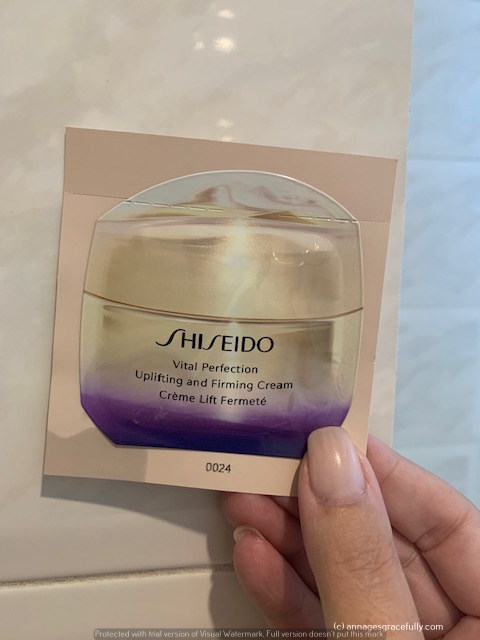 SHISEIDO
Vital Perfection
Uplifting and Firming Cream
Crème Lift Fermeté
0024
(c) annagesgracefully.com
Protected with trial version of Visual Watermark. Full version doesn't put this mark.